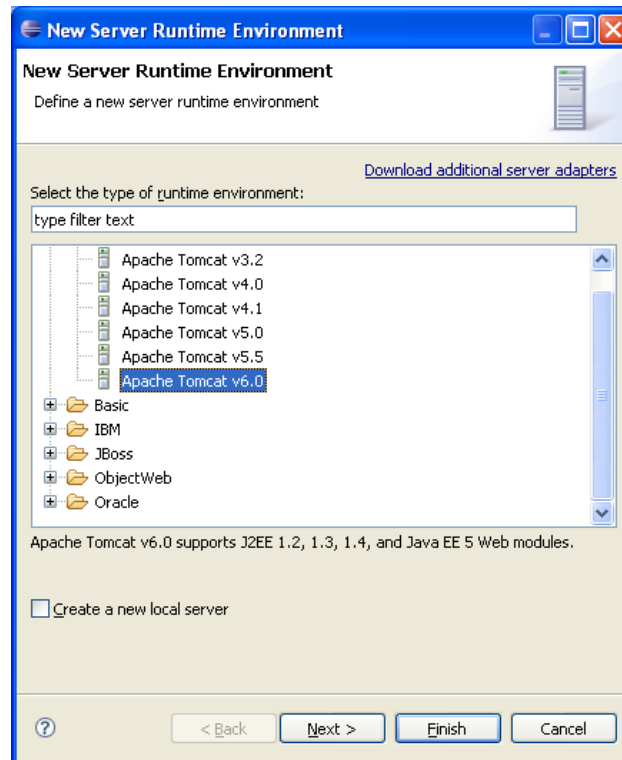 New Server Runtime Environment
New Server Runtime Environment
Define a new server runtime environment
Download additional server adapters
Select the type of runtime environment:
type filter text
Apache Tomcat v3.2
Apache Tomcat v4.0
Apache Tomcat v4.1
Apache Tomcat v5.0
Apache Tomcat v5.5
Apache Tomcat v6.0
Basic
IBM
JBoss
ObjectWeb
Oracle
Apache Tomcat v6.0 supports J2EE 1.2, 1.3, 1.4, and Java EE 5 Web modules.
Create a new local server
? < Back Next > Finish Cancel